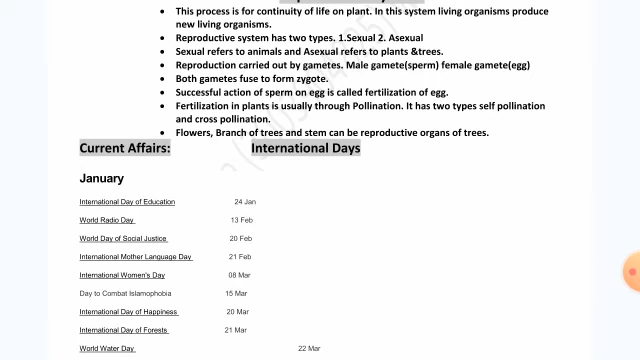 This process is for continuity of life on plant. In this system living organisms produce
new living organisms.
Reproductive system has two types. 1.Sexual 2. Asexual
Sexual refers to animals and Asexual refers to plants &trees.
Reproduction carried out by gametes. Male gamete(sperm) female gamete(egg)
Both gametes fuse to form zygote.
Successful action of sperm on egg is called fertilization of egg.
Fertilization in plants is usually through Pollination. It has two types self pollination
and cross pollination.
Flowers, Branch of trees and stem can be reproductive organs of trees.
Current Affairs: International Days
January
International Day of Education 24 Jan
World Radio Day 13 Feb
World Day of Social Justice 20 Feb
International Mother Language Day 21 Feb
International Women's Day 08 Mar
Day to Combat Islamophobia 15 Mar
International Day of Happiness 20 Mar
International Day of Forests 21 Mar
World Water Day 22 Mar